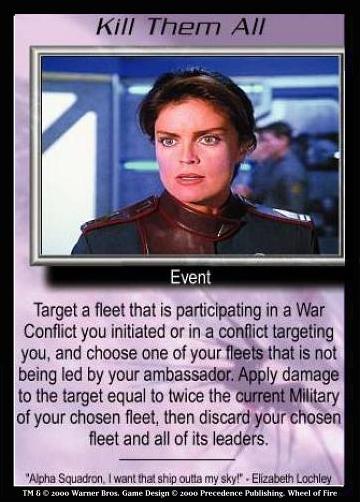 Kill Them All
Event
Target a fleet that is participating in a War
Conflict you initiated or in a conflict targeting
you, and choose one of your fleets that is not
being led by your ambassador. Apply damage
to the target equal to twice the current Military
of your chosen fleet, then discard your chosen
fleet and all of its leaders.
"Alpha Squadron, I want that ship outta my sky!" - Elizabeth Lochley
TM & © 2000 Warner Bros. Game Design © 2000 Precedence Publishing. Wheel of Fire